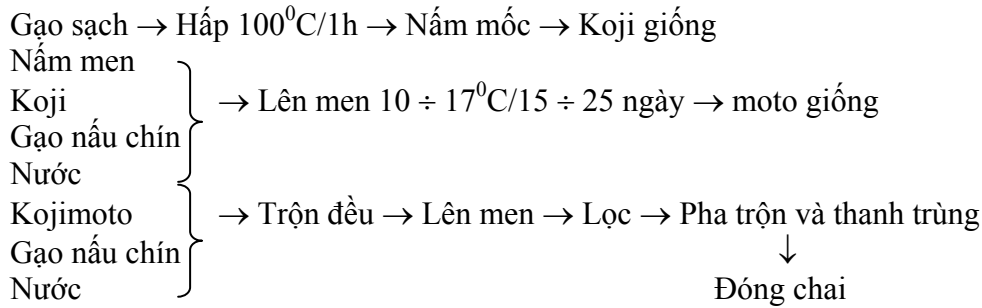 Gạo sạch → Hấp 100⁰C/1h → Nấm mốc → Koji giống
Nấm men
Koji → Lên men 10 ÷ 17⁰C/15 ÷ 25 ngày → moto giống
Gạo nấu chín
Nước
Kojimoto → Trộn đều → Lên men → Lọc → Pha trộn và thanh trùng
Gạo nấu chín ↓
Nước Đóng chai